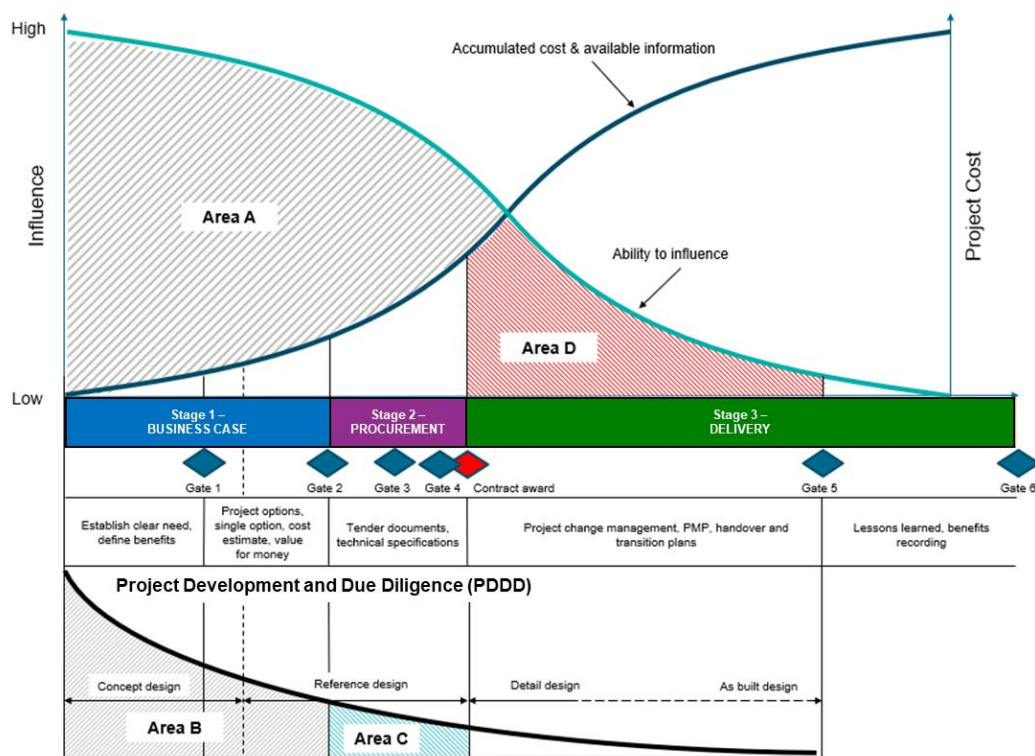 High
Accumulated cost & available information
Influence
Area A
Project Cost
Ability to influence
Area D
Low
Stage 1 –
BUSINESS CASE
Stage 2 –
PROCUREMENT
Stage 3 –
DELIVERY
Gate 1
Gate 2
Gate 3
Gate 4
Contract award
Gate 5
Gate 6
Establish clear need,
define benefits
Project options,
single option, cost
estimate, value
for money
Tender documents,
technical specifications
Project change management, PMP, handover and
transition plans
Lessons learned, benefits
recording
Project Development and Due Diligence (PDDD)
Concept design
Reference design
Detail design
As built design
Area B
Area C